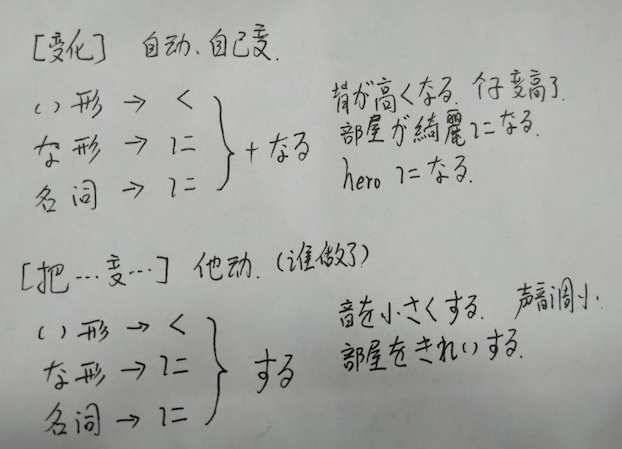 [变化] 自动、自己变.
い形 → く
な形 → に
名词 → に
+ なる
背が高くなる. 个变高了.
部屋が綺麗になる.
hero になる.
[把…变…] 他动. (谁做了)
い形 → く
な形 → に
名词 → に
する
音を小さくする. 声音调小.
部屋をきれいする.